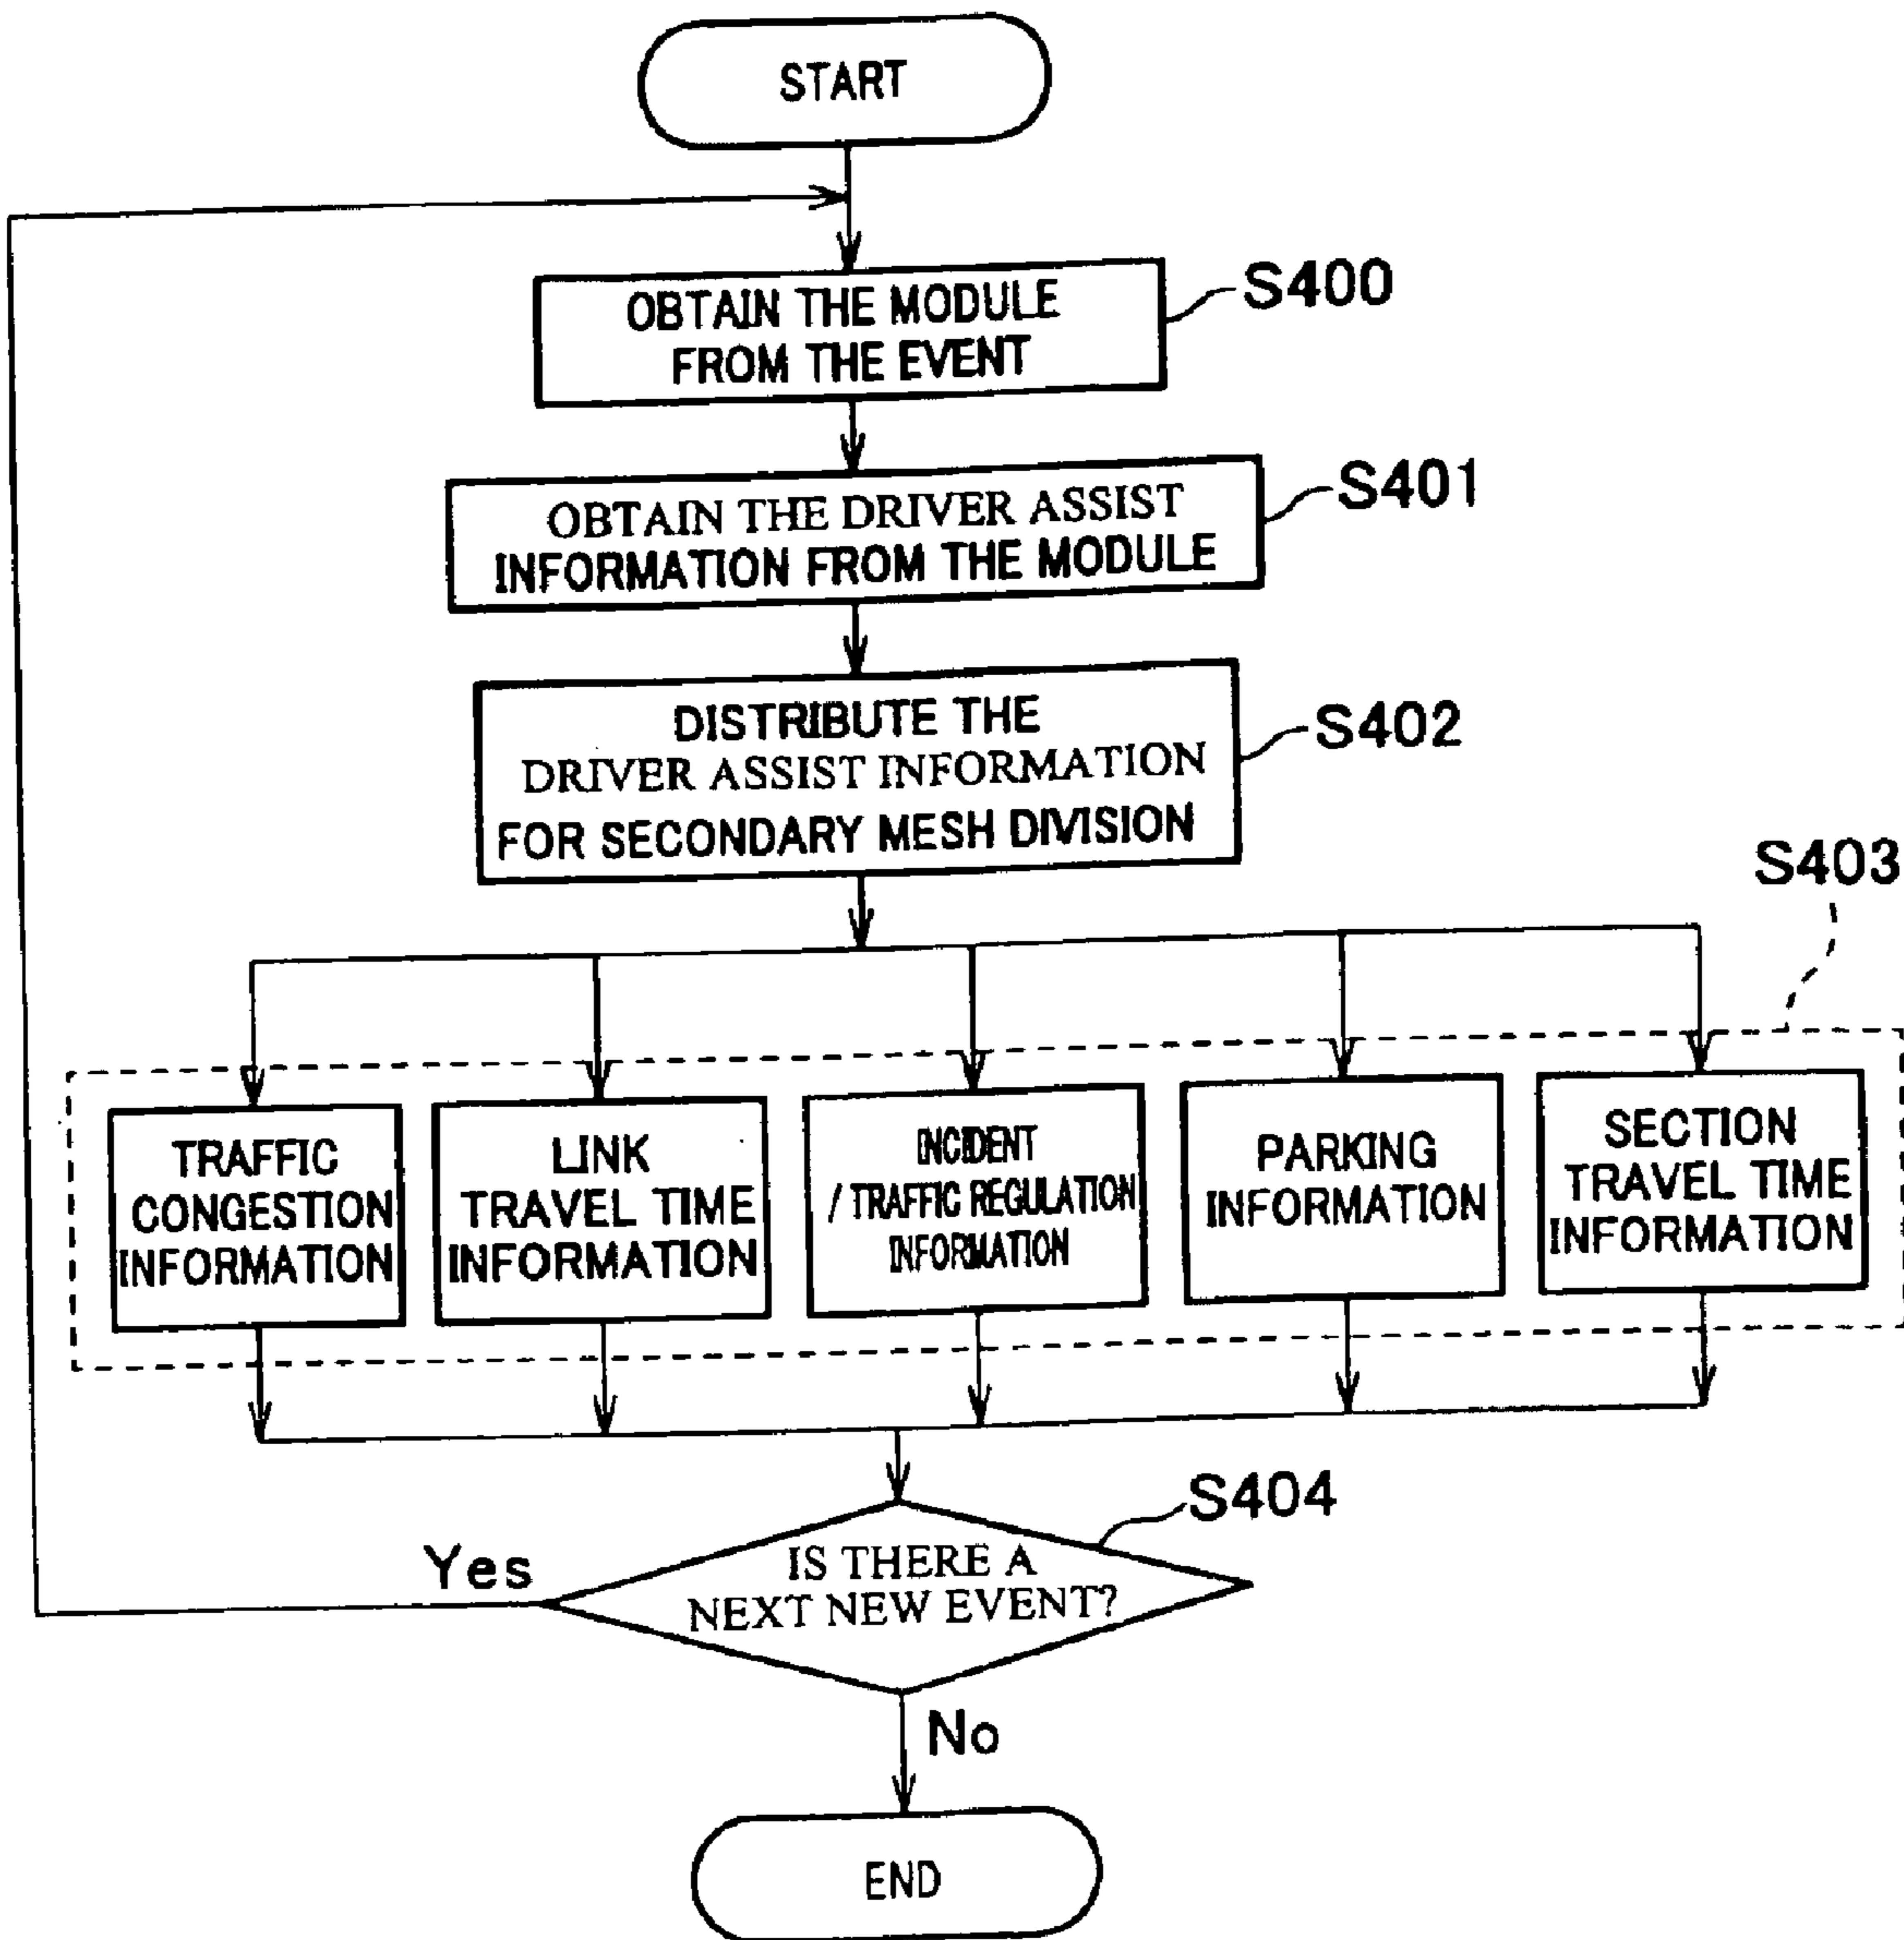 START
OBTAIN THE MODULE
FROM THE EVENT
S400
OBTAIN THE DRIVER ASSIST
INFORMATION FROM THE MODULE
S401
DISTRIBUTE THE
DRIVER ASSIST INFORMATION
FOR SECONDARY MESH DIVISION
S402
S403
TRAFFIC
CONGESTION
INFORMATION
LINK
TRAVEL TIME
INFORMATION
INCIDENT
/ TRAFFIC REGULATION
INFORMATION
PARKING
INFORMATION
SECTION
TRAVEL TIME
INFORMATION
S404
IS THERE A
NEXT NEW EVENT?
Yes
No
END